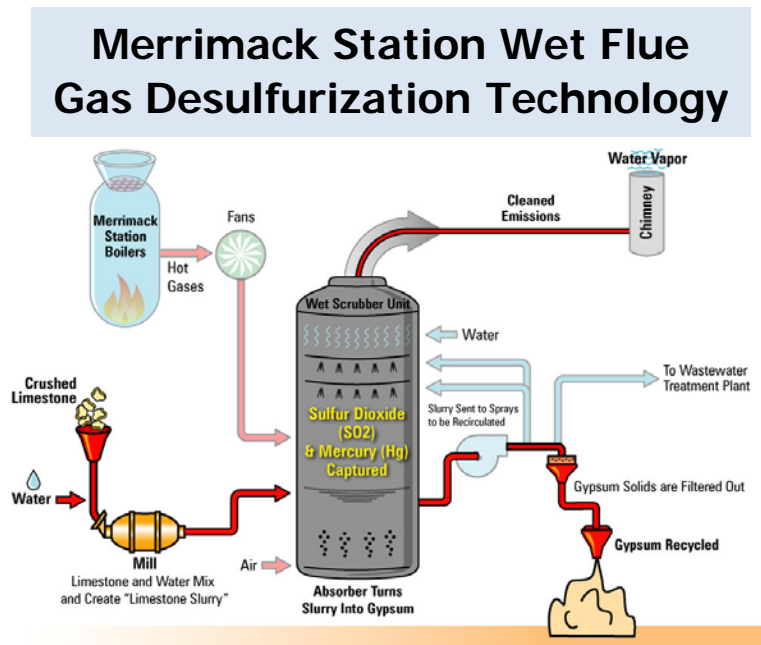 Merrimack Station Wet Flue
Gas Desulfurization Technology
Water Vapor
Chimney
Cleaned
Emissions
Merrimack
Station
Boilers
Fans
Hot
Gases
Wet Scrubber Unit
Water
Crushed
Limestone
Sulfur Dioxide
(SO2)
& Mercury (Hg)
Captured
Slurry Sent to Sprays
to be Recirculated
To Wastewater
Treatment Plant
Water
Gypsum Solids are Filtered Out
Gypsum Recycled
Mill
Limestone and Water Mix
and Create "Limestone Slurry"
Air
Absorber Turns
Slurry Into Gypsum